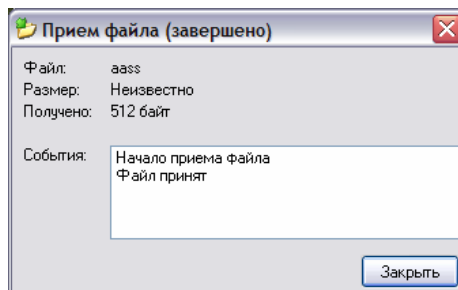 Прием файла (завершено)
Файл: aass
Размер: Неизвестно
Получено: 512 байт
События: Начало приема файла
Файл принят
Закрыть